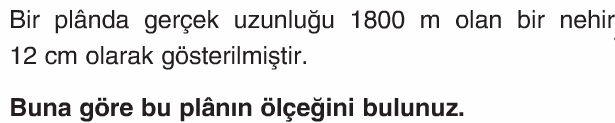 Bir plânda gerçek uzunluğu 1800 m olan bir nehir
12 cm olarak gösterilmiştir.
Buna göre bu plânın ölçeğini bulunuz.